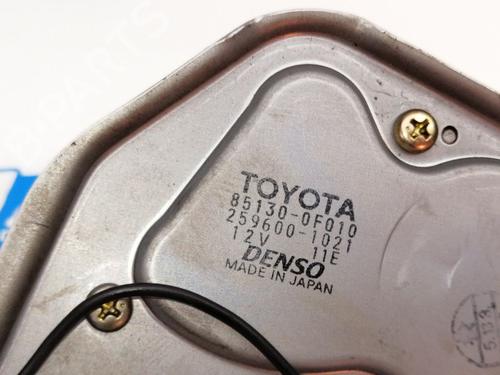 TOYOTA
85130-0F010
259600-1021
12V 11E
DENSO
MADE IN JAPAN